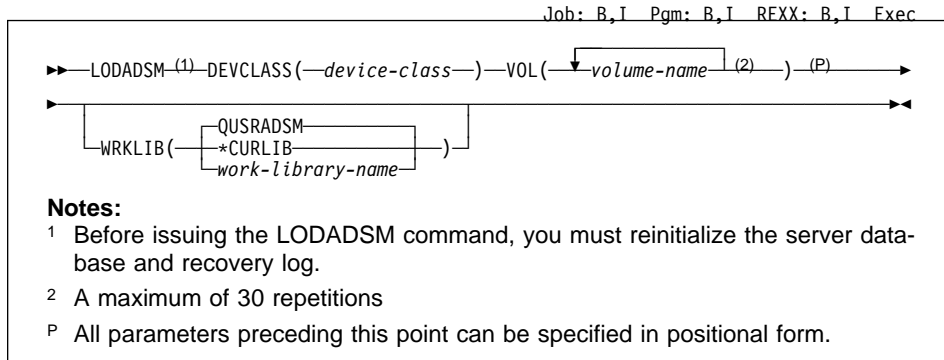 Job: B,I Pgm: B,I REXX: B,I Exec
LODADSM (1) DEVCLASS( device-class ) VOL( volume-name (2) ) (P)
QUSRADSM
WRKLIB( *CURLIB )
work-library-name
Notes:
1 Before issuing the LODADSM command, you must reinitialize the server data-
base and recovery log.
2 A maximum of 30 repetitions
P All parameters preceding this point can be specified in positional form.